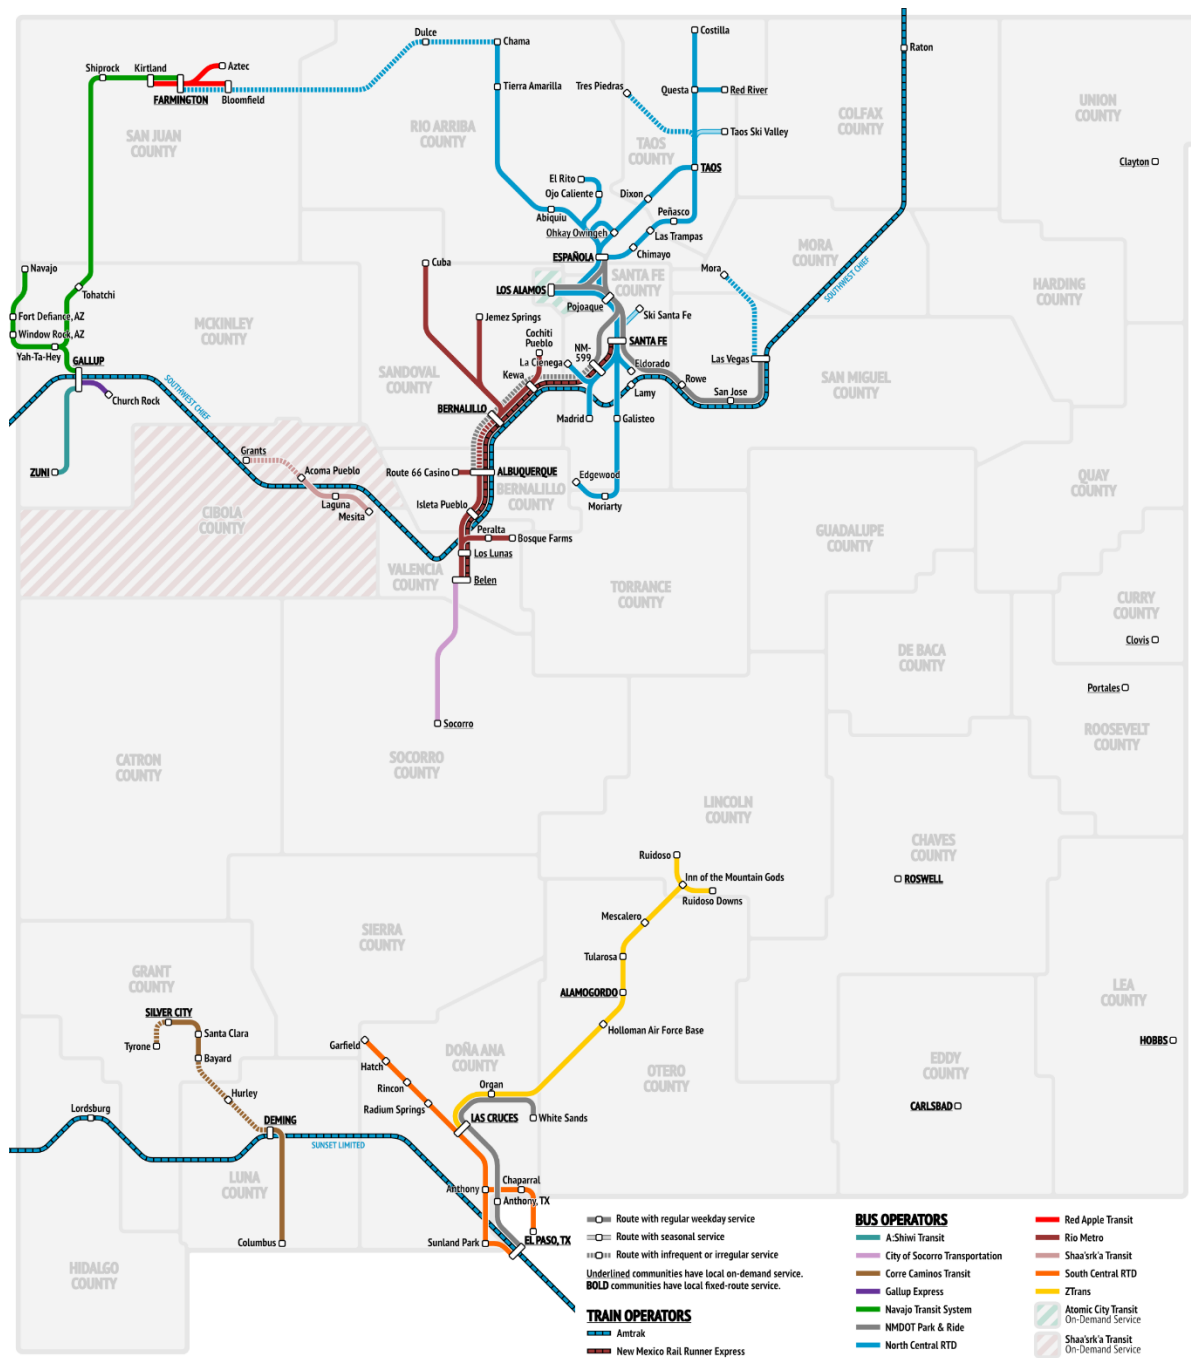 Costilla
Dulce
Chama
Raton
Shiprock
Kirtland
Aztec
FARMINGTON
Bloomfield
Tierra Amarilla
Tres Piedras
Questa
Red River
UNION
COUNTY
COLFAX
COUNTY
RIO ARRIBA
COUNTY
SAN JUAN
COUNTY
TAOS
COUNTY
Taos Ski Valley
TAOS
Clayton
El Rito
Ojo Caliente
Dixon
Abiquiu
Peñasco
Ohkay Owingeh
Las Trampas
Chimayo
ESPAÑOLA
MORA
COUNTY
SOUTHWEST CHIEF
Cuba
Navajo
Tohatchi
LOS ALAMOS
SANTA FE
COUNTY
Mora
HARDING
COUNTY
Pojoaque
Fort Defiance, AZ
Window Rock, AZ
Yah-Ta-Hey
MCKINLEY
COUNTY
Jemez Springs
Cochiti
Pueblo
Ski Santa Fe
SANTA FE
NM-
599
La Cienega
Kewa
Las Vegas
GALLUP
SOUTHWEST CHIEF
SANDOVAL
COUNTY
Eldorado
Rowe
Lamy
San Jose
SAN MIGUEL
COUNTY
Church Rock
BERNALILLO
Madrid
Galisteo
Grants
ZUNI
Acoma Pueblo
Route 66 Casino
ALBUQUERQUE
Edgewood
QUAY
COUNTY
BERNALILLO
COUNTY
Laguna
Mesita
Isleta Pueblo
Moriarty
CIBOLA
COUNTY
Peralta
Bosque Farms
GUADALUPE
COUNTY
Los Lunas
VALENCIA
COUNTY
Belen
TORRANCE
COUNTY
CURRY
COUNTY
Clovis
DE BACA
COUNTY
Portales
Socorro
ROOSEVELT
COUNTY
CATRON
COUNTY
SOCORRO
COUNTY
LINCOLN
COUNTY
CHAVES
COUNTY
Ruidoso
Inn of the Mountain Gods
Ruidoso Downs
ROSWELL
Mescalero
SIERRA
COUNTY
Tularosa
GRANT
COUNTY
ALAMOGORDO
LEA
COUNTY
SILVER CITY
Santa Clara
Tyrone
Bayard
Holloman Air Force Base
Garfield
DOÑA ANA
COUNTY
HOBBS
Hatch
EDDY
COUNTY
OTERO
COUNTY
Rincon
Organ
Hurley
Radium Springs
CARLSBAD
Lordsburg
DEMING
LAS CRUCES
White Sands
SUNSET LIMITED
LUNA
COUNTY
Chaparral
Anthony
Anthony, TX
Columbus
Sunland Park
EL PASO, TX
HIDALGO
COUNTY
Route with regular weekday service
Route with seasonal service
Route with infrequent or irregular service
Underlined communities have local on-demand service.
BOLD communities have local fixed-route service.
TRAIN OPERATORS
Amtrak
New Mexico Rail Runner Express
BUS OPERATORS
A:Shiwi Transit
City of Socorro Transportation
Corre Caminos Transit
Gallup Express
Navajo Transit System
NMDOT Park & Ride
North Central RTD
Red Apple Transit
Rio Metro
Shaa'srk'a Transit
South Central RTD
ZTrans
Atomic City Transit
On-Demand Service
Shaa'srk'a Transit
On-Demand Service